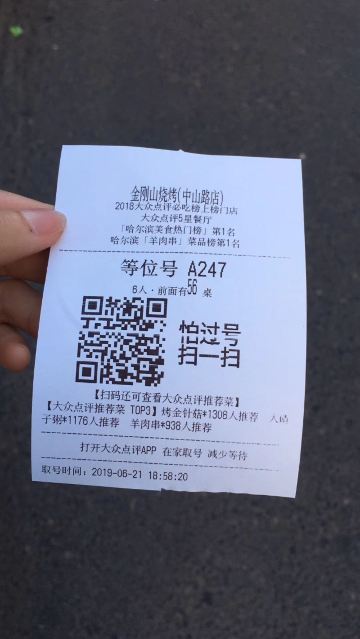 金刚山烧烤(中山路店)
2018大众点评必吃榜上榜门店
大众点评5星餐厅
「哈尔滨美食热门榜」第1名
哈尔滨「羊肉串」菜品榜第1名
等位号 A247
6人·前面有56 桌
怕过号
扫一扫
【扫码还可查看大众点评推荐菜】
【大众点评推荐菜 TOP3】烤金针菇*1306人推荐
子粥*1176人推荐 羊肉串*938人推荐
打开大众点评APP 在家取号 减少等待
取号时间：2019-06-21 18:58:20